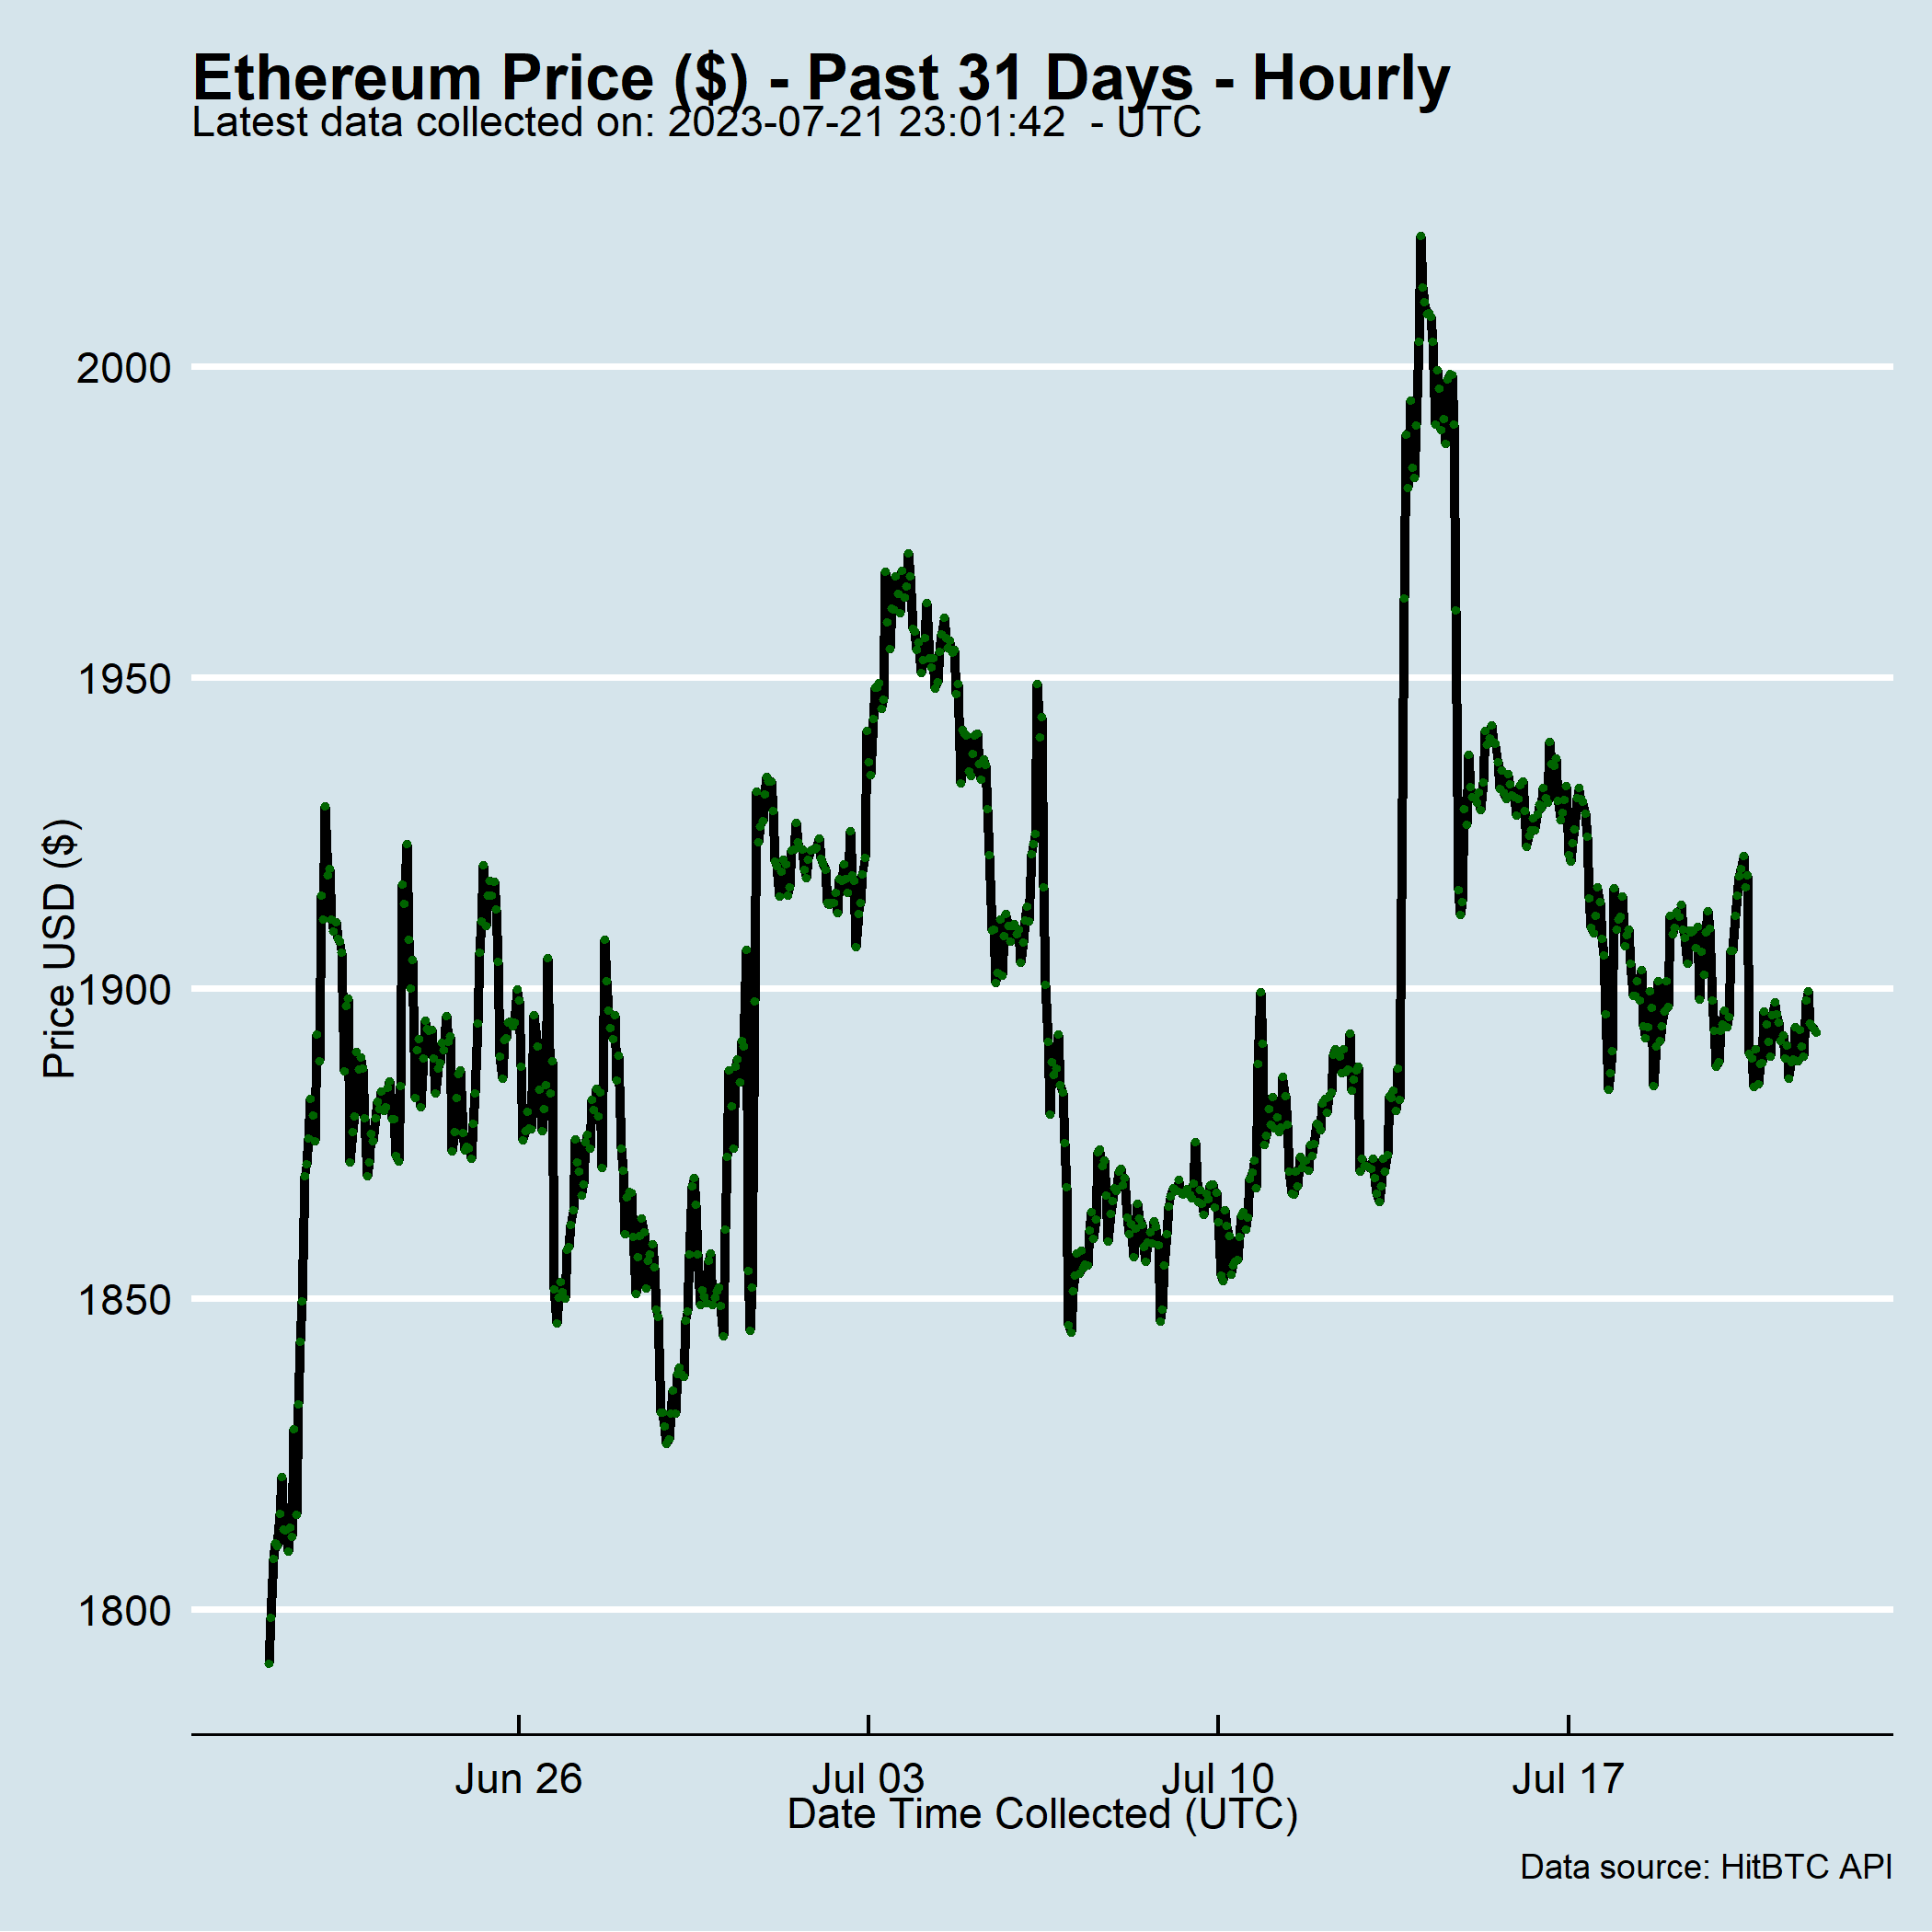 Ethereum Price ($) - Past 31 Days - Hourly
Latest data collected on: 2023-07-21 23:01:42  - UTC
Price USD ($)
2000
1950
1900
1850
1800
Jun 26
Jul 03
Jul 10
Jul 17
Date Time Collected (UTC)
Data source: HitBTC API